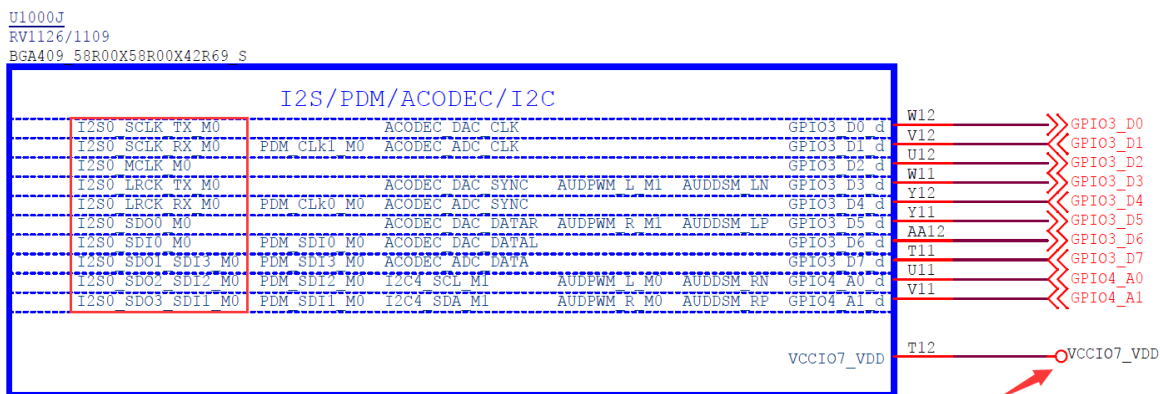 U1000J
RV1126/1109
BGA409_58R00X58R00X42R69_S
I2S/PDM/ACODEC/I2C
I2S0_SCLK_TX_M0 ACODEC_DAC_CLK GPIO3_D0_d W12 GPIO3_D0
I2S0_SCLK_RX_M0 PDM_CLk1_M0 ACODEC_ADC_CLK GPIO3_D1_d V12 GPIO3_D1
I2S0_MCLK_M0 GPIO3_D2_d U12 GPIO3_D2
I2S0_LRCK_TX_M0 ACODEC_DAC_SYNC AUDPWM_L_M1 AUDDSM_LN GPIO3_D3_d W11 GPIO3_D3
I2S0_LRCK_RX_M0 PDM_CLk0_M0 ACODEC_ADC_SYNC GPIO3_D4_d Y12 GPIO3_D4
I2S0_SDO0_M0 ACODEC_DAC_DATAR AUDPWM_R_M1 AUDDSM_LP GPIO3_D5_d Y11 GPIO3_D5
I2S0_SDI0_M0 PDM_SDI0_M0 ACODEC_DAC_DATAL GPIO3_D6_d AA12 GPIO3_D6
I2S0_SDO1_SDI3_M0 PDM_SDI3_M0 ACODEC_ADC_DATA GPIO3_D7_d T11 GPIO3_D7
I2S0_SDO2_SDI2_M0 PDM_SDI2_M0 I2C4_SCL_M1 AUDPWM_L_M0 AUDDSM_RN GPIO4_A0_d U11 GPIO4_A0
I2S0_SDO3_SDI1_M0 PDM_SDI1_M0 I2C4_SDA_M1 AUDPWM_R_M0 AUDDSM_RP GPIO4_A1_d V11 GPIO4_A1
VCCIO7_VDD T12 VCCIO7_VDD